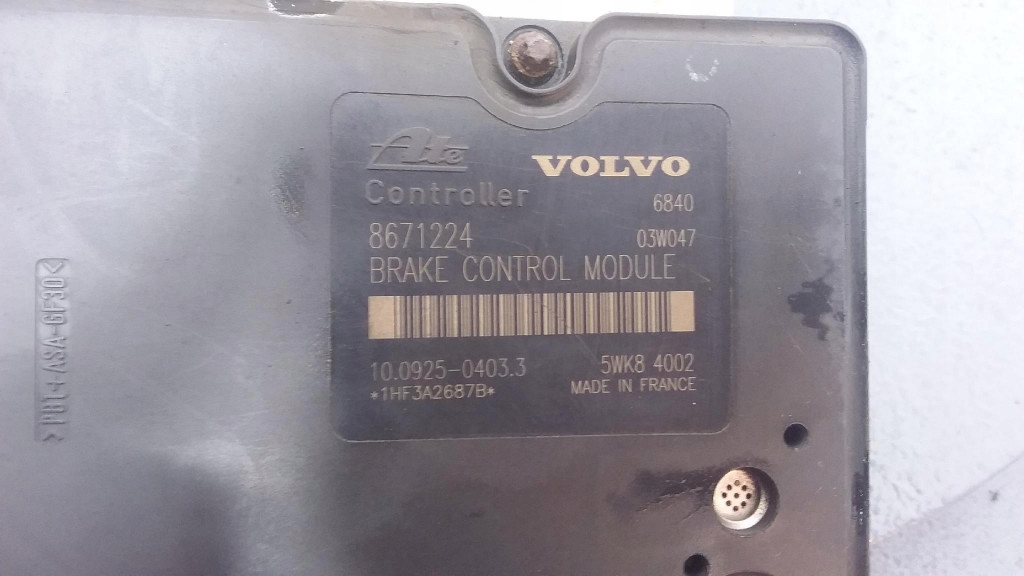 Ate
VOLVO
Controller
6840
8671224
03W047
BRAKE CONTROL MODULE
10.0925-0403.3
5WK8 4002
*1HF3A2687B*
MADE IN FRANCE
>PBT+ASA-GF30<